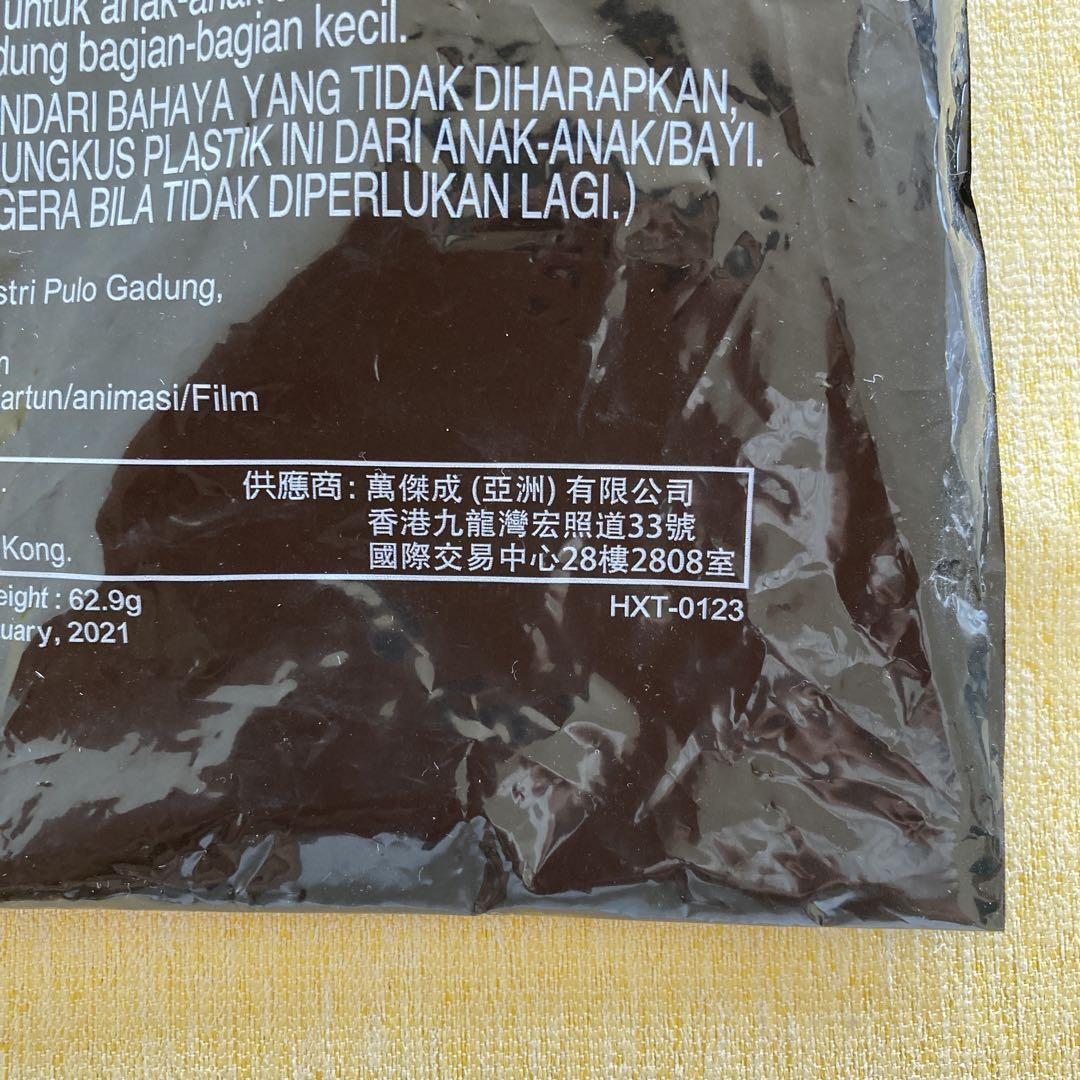 untuk anak-anak
dung bagian-bagian kecil.
NDARI BAHAYA YANG TIDAK DIHARAPKAN,
UNGKUS PLASTIK INI DARI ANAK-ANAK/BAYI.
GERA BILA TIDAK DIPERLUKAN LAGI.)
stri Pulo Gadung,
artun/animasi/Film
供應商: 萬傑成 (亞洲) 有限公司
香港九龍灣宏照道33號
Kong. 國際交易中心28樓2808室
eight : 62.9g HXT-0123
uary, 2021